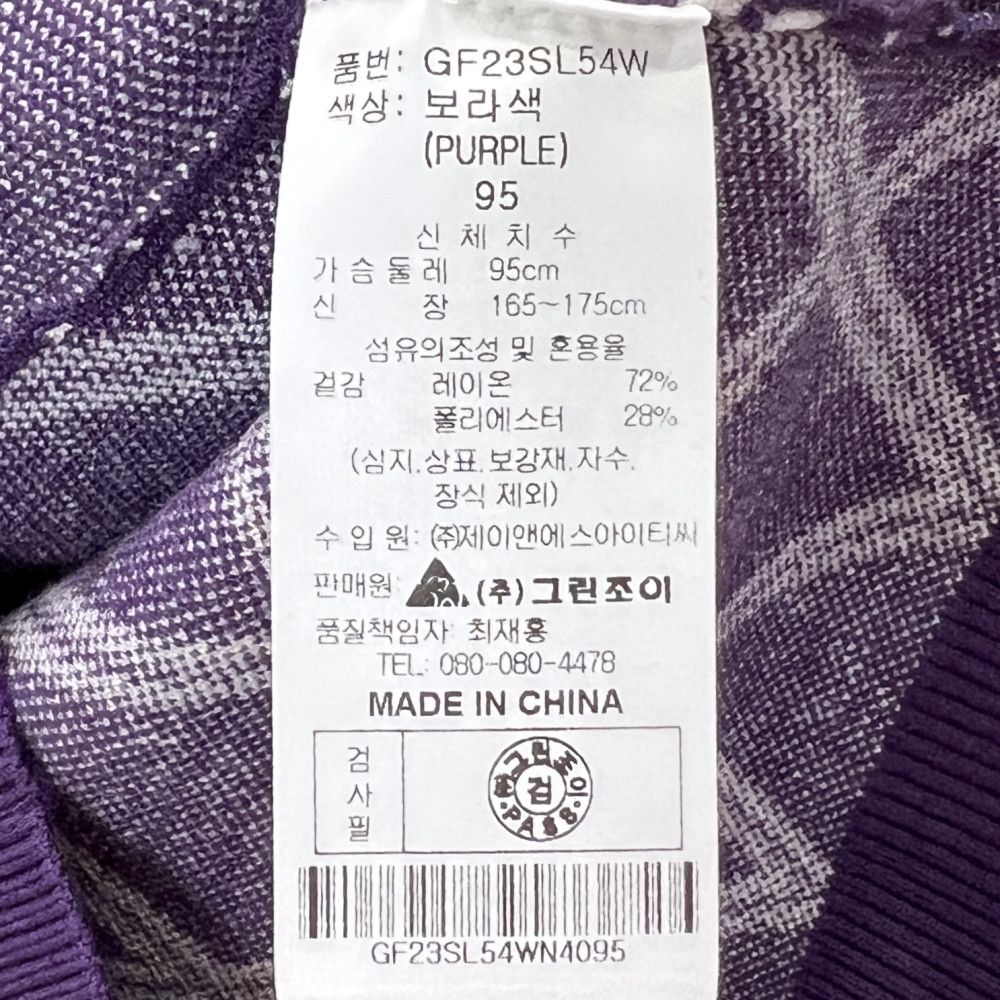 품번: GF23SL54W
색상: 보라색
(PURPLE)
95
신 체 치 수
가슴둘레 95cm
신 장 165~175cm
섬유의조성 및 혼용율
겉감 레이온 72%
폴리에스터 28%
(심지.상표.보강재.자수.
장식 제외)
수 입 원: (주)제이앤에스아이티씨
판매원: (주)그린조이
품질책임자: 최재홍
TEL: 080-080-4478
MADE IN CHINA
검사필
그린조이
검
PASS
GF23SL54WN4095